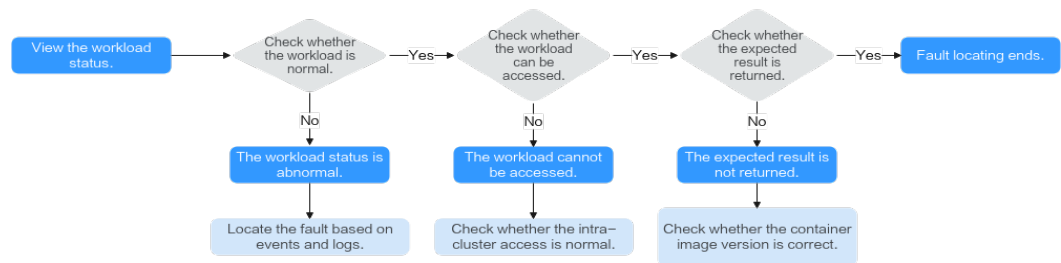 View the workload
status.
Check whether
the workload is
normal.
Yes
Check whether
the workload
can be
accessed.
Yes
Check whether
the expected
result is
returned.
Yes
Fault locating ends.
No
No
No
The workload status is
abnormal.
The workload cannot
be accessed.
The expected result is
not returned.
Locate the fault based on
events and logs.
Check whether the intra-
cluster access is normal.
Check whether the container
image version is correct.